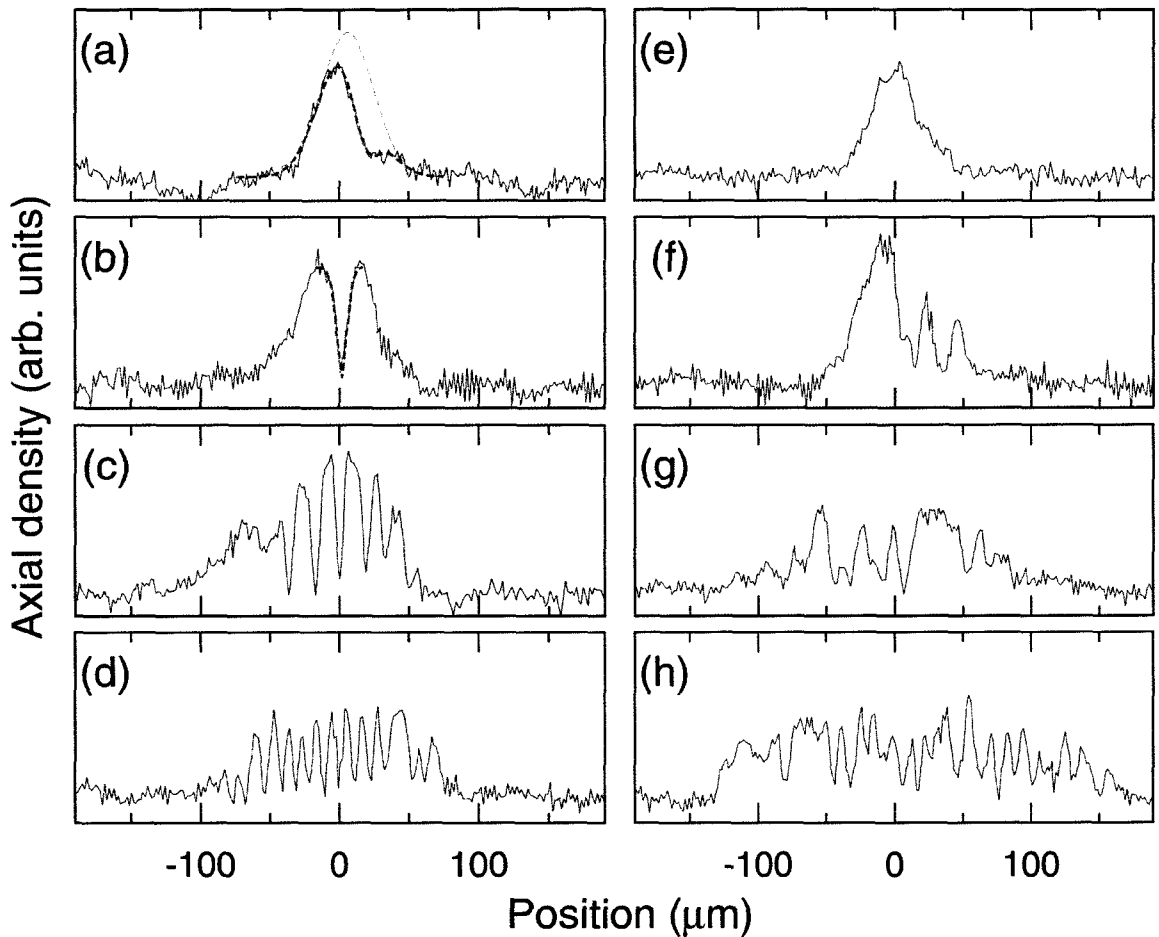 (a)
(e)
(b)
(f)
(c)
(g)
(d)
(h)
Axial density (arb. units)
-100 0 100
-100 0 100
Position (μm)